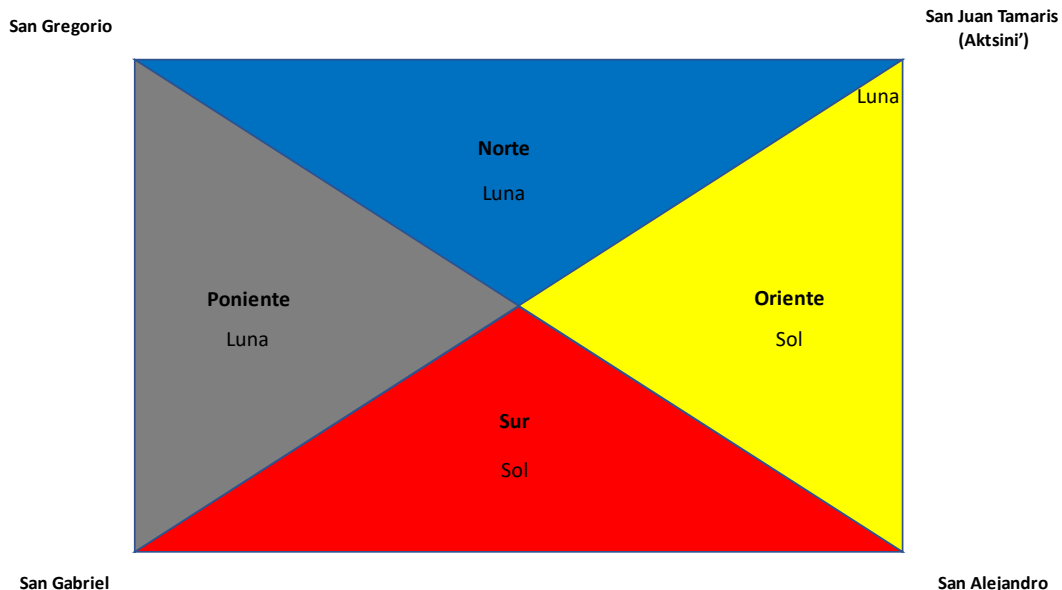 San Gregorio
San Juan Tamaris
(Aktsini’)
Luna
Norte
Luna
Poniente
Luna
Oriente
Sol
Sur
Sol
San Gabriel
San Alejandro